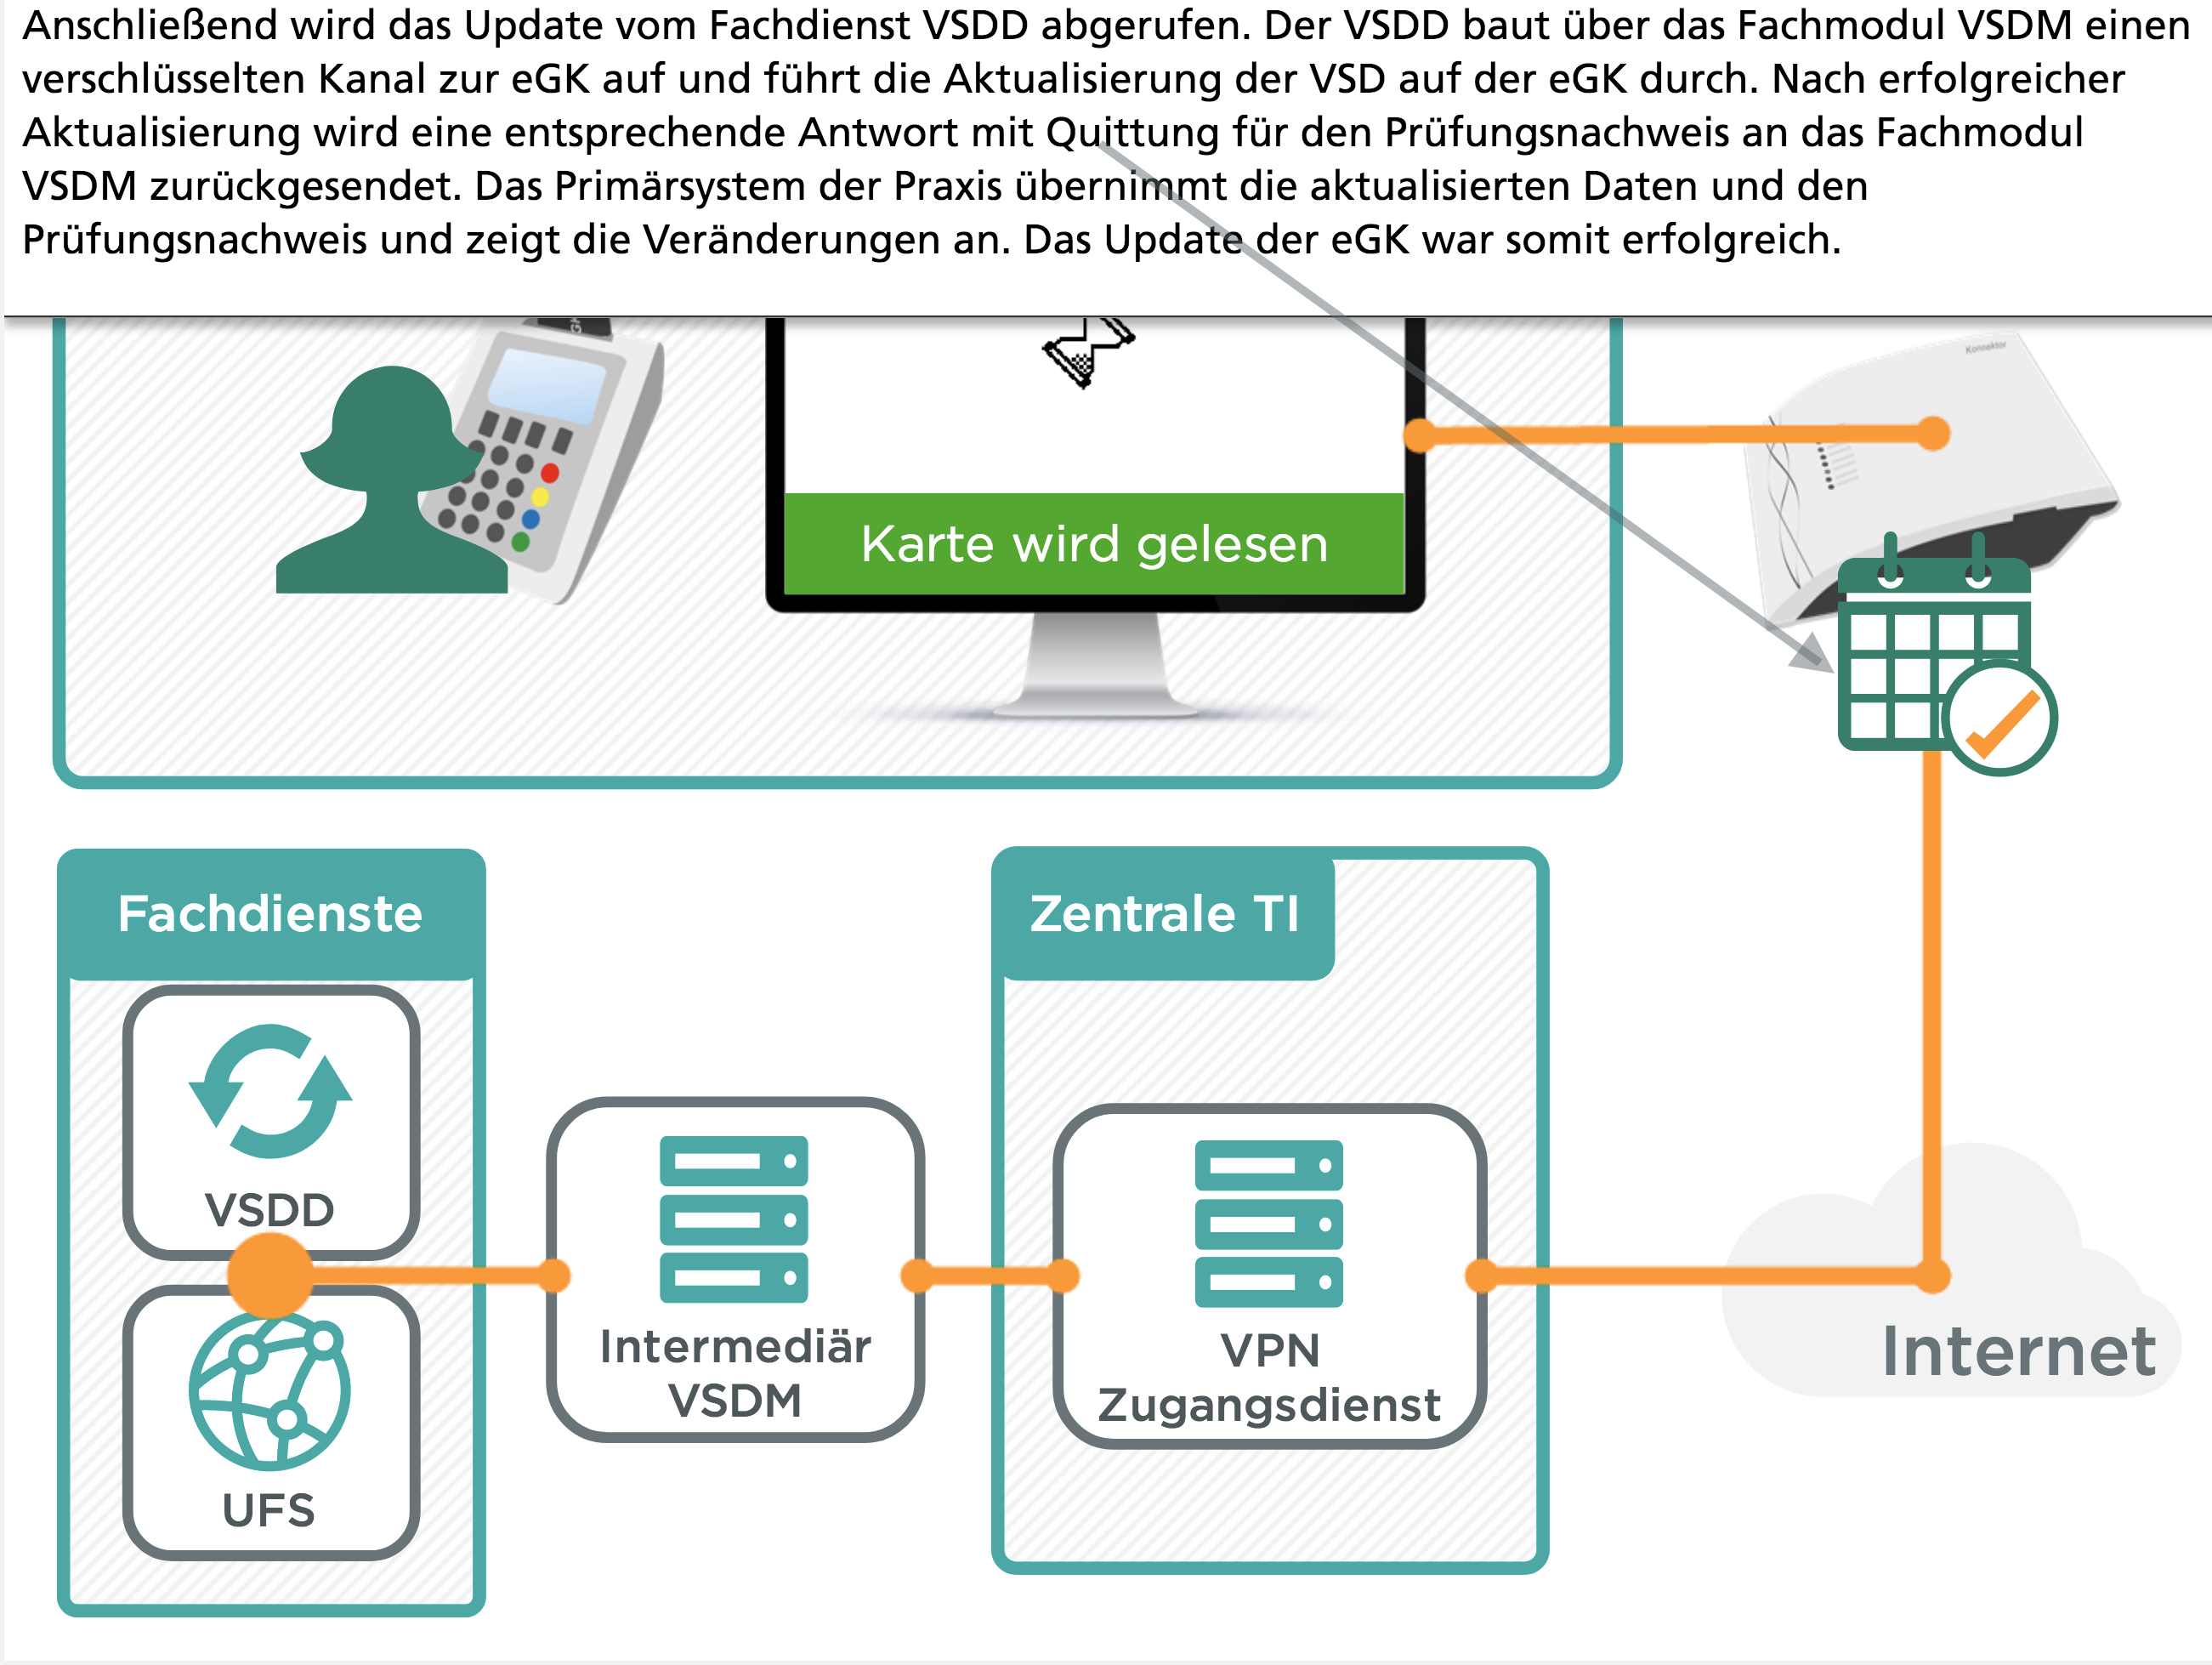 Anschließend wird das Update vom Fachdienst VSDD abgerufen. Der VSDD baut über das Fachmodul VSDM einen
verschlüsselten Kanal zur eGK auf und führt die Aktualisierung der VSD auf der eGK durch. Nach erfolgreicher
Aktualisierung wird eine entsprechende Antwort mit Quittung für den Prüfungsnachweis an das Fachmodul
VSDM zurückgesendet. Das Primärsystem der Praxis übernimmt die aktualisierten Daten und den
Prüfungsnachweis und zeigt die Veränderungen an. Das Update der eGK war somit erfolgreich.
Konnektor
Karte wird gelesen
Fachdienste
Zentrale TI
VSDD
Intermediär
VSDM
VPN
Zugangsdienst
Internet
UFS